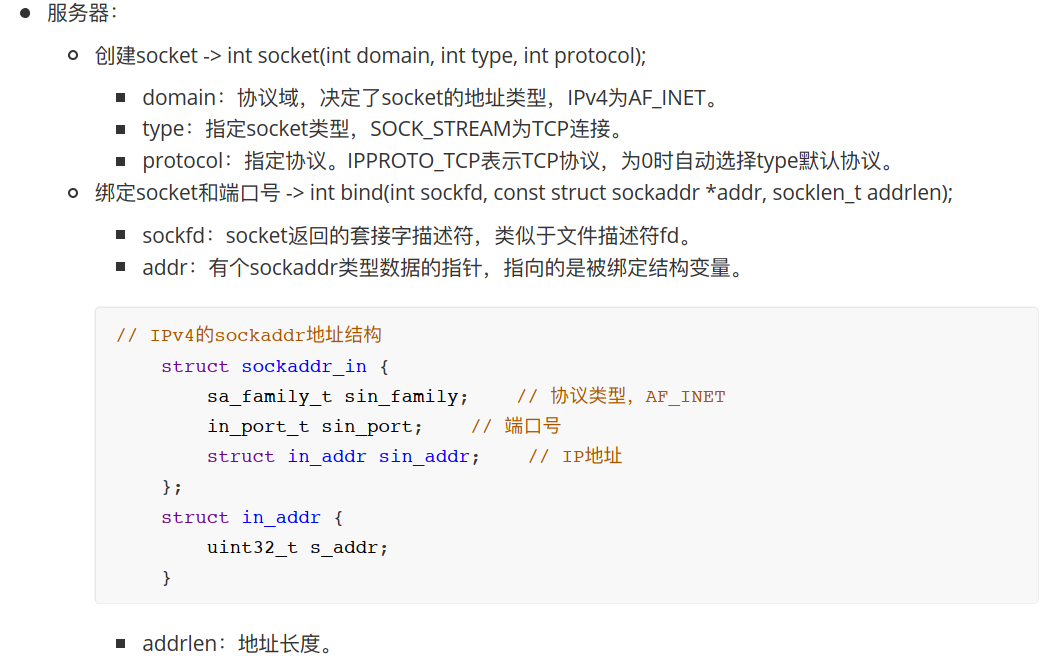 服务器：
创建socket -> int socket(int domain, int type, int protocol);
domain：协议域，决定了socket的地址类型，IPv4为AF_INET。
type：指定socket类型，SOCK_STREAM为TCP连接。
protocol：指定协议。IPPROTO_TCP表示TCP协议，为0时自动选择type默认协议。
绑定socket和端口号 -> int bind(int sockfd, const struct sockaddr *addr, socklen_t addrlen);
sockfd：socket返回的套接字描述符，类似于文件描述符fd。
addr：有个sockaddr类型数据的指针，指向的是被绑定结构变量。
// IPv4的sockaddr地址结构
struct sockaddr_in {
sa_family_t sin_family;    // 协议类型，AF_INET
in_port_t sin_port;    // 端口号
struct in_addr sin_addr;    // IP地址
};
struct in_addr {
uint32_t s_addr;
}
addrlen：地址长度。